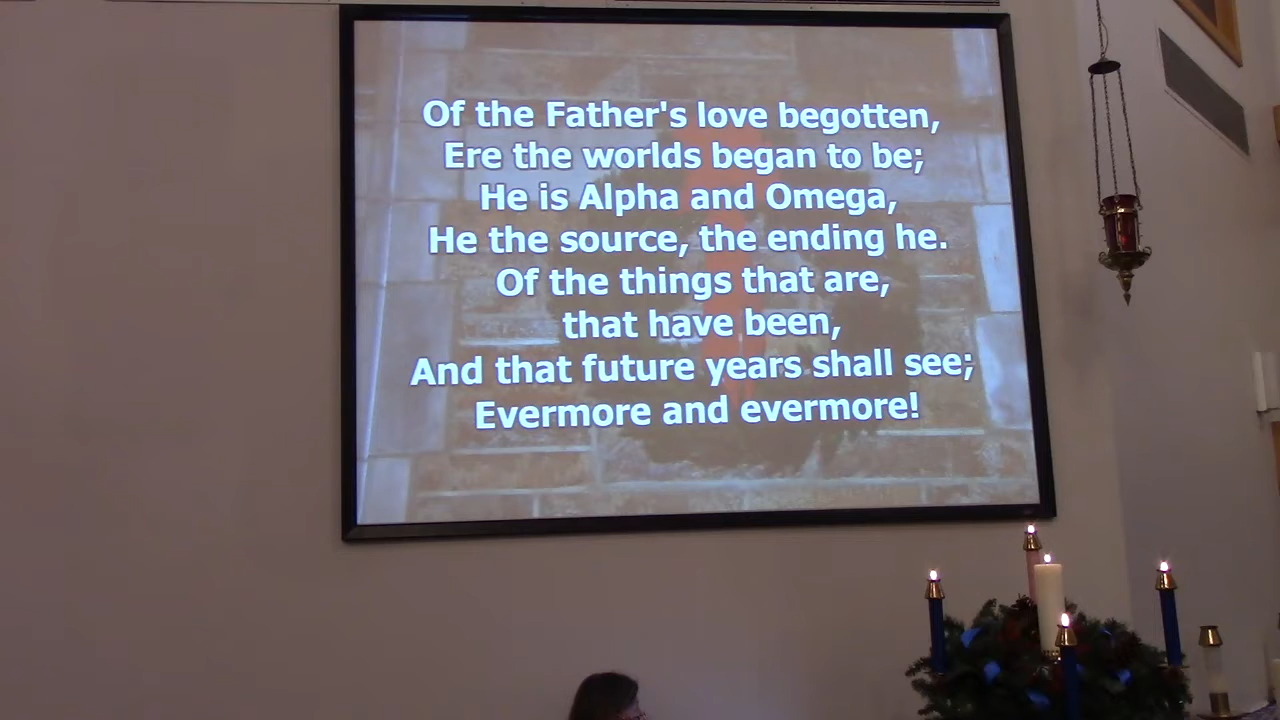 Of the Father's love begotten,
Ere the worlds began to be;
He is Alpha and Omega,
He the source, the ending he.
Of the things that are,
that have been,
And that future years shall see;
Evermore and evermore!